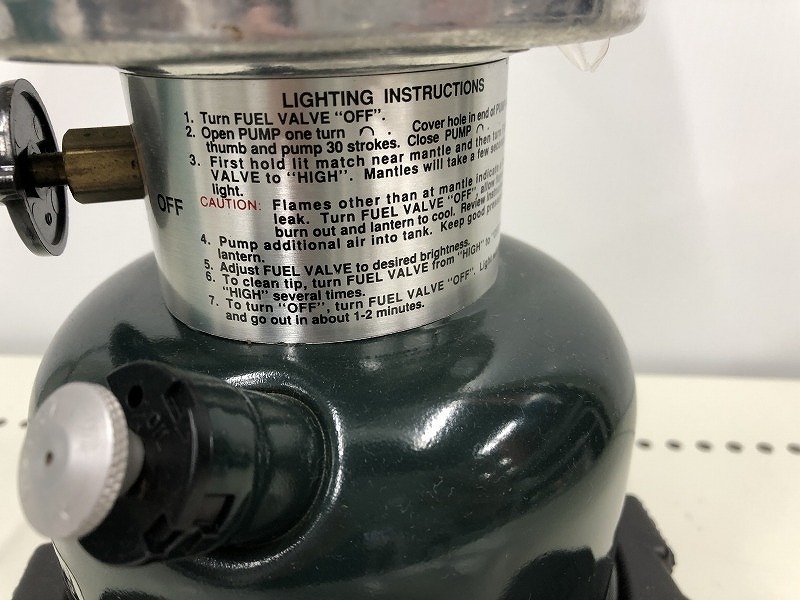 LIGHTING INSTRUCTIONS
1. Turn FUEL VALVE "OFF".
2. Open PUMP one turn . Cover hole in end of
thumb and pump 30 strokes. Close PUMP .
3. First hold lit match near mantle and then turn
VALVE to "HIGH". Mantles will take a few
light.
OFF
CAUTION: Flames other than at mantle indicate
leak. Turn FUEL VALVE "OFF", allow
burn out and lantern to cool. Review
4. Pump additional air into tank. Keep good
lantern.
5. Adjust FUEL VALVE to desired brightness.
6. To clean tip, turn FUEL VALVE from "HIGH" to
"HIGH" several times.
7. To turn "OFF", turn FUEL VALVE "OFF". Light
and go out in about 1-2 minutes.